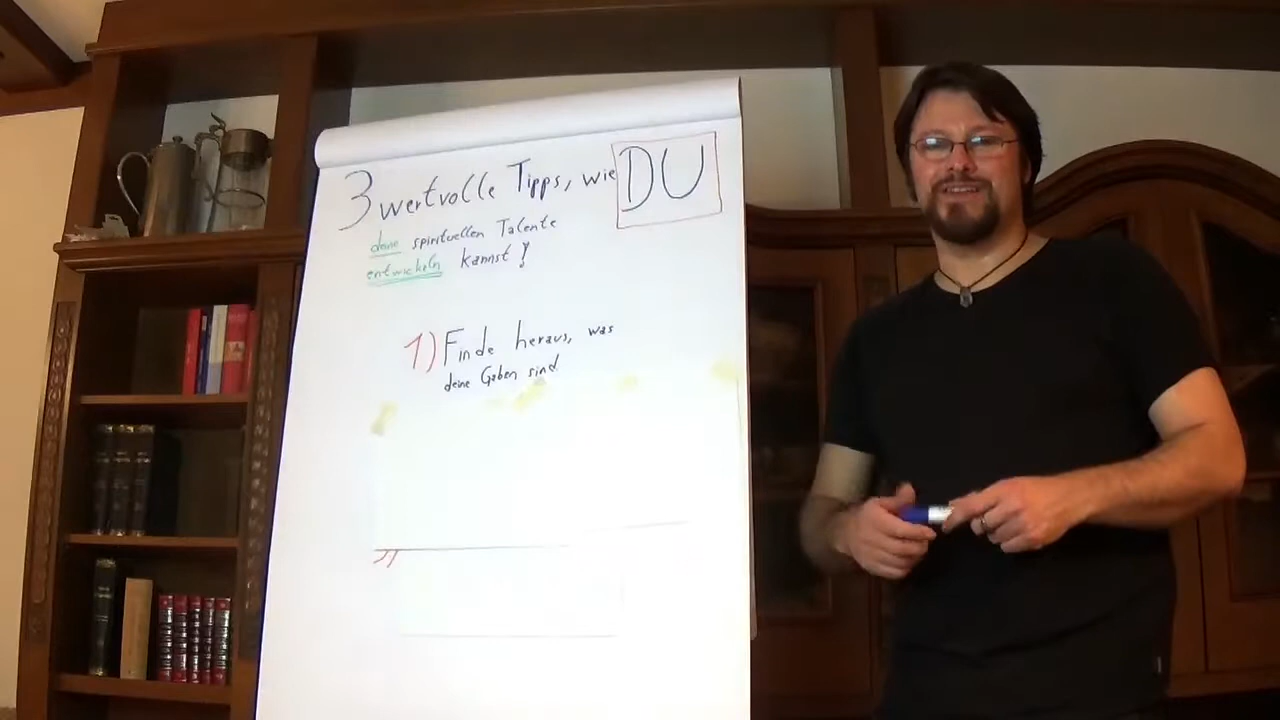 3 wertvolle Tipps, wie DU
deine spirituellen Talente
entwickeln kannst!
1) Finde heraus, was
deine Gaben sind